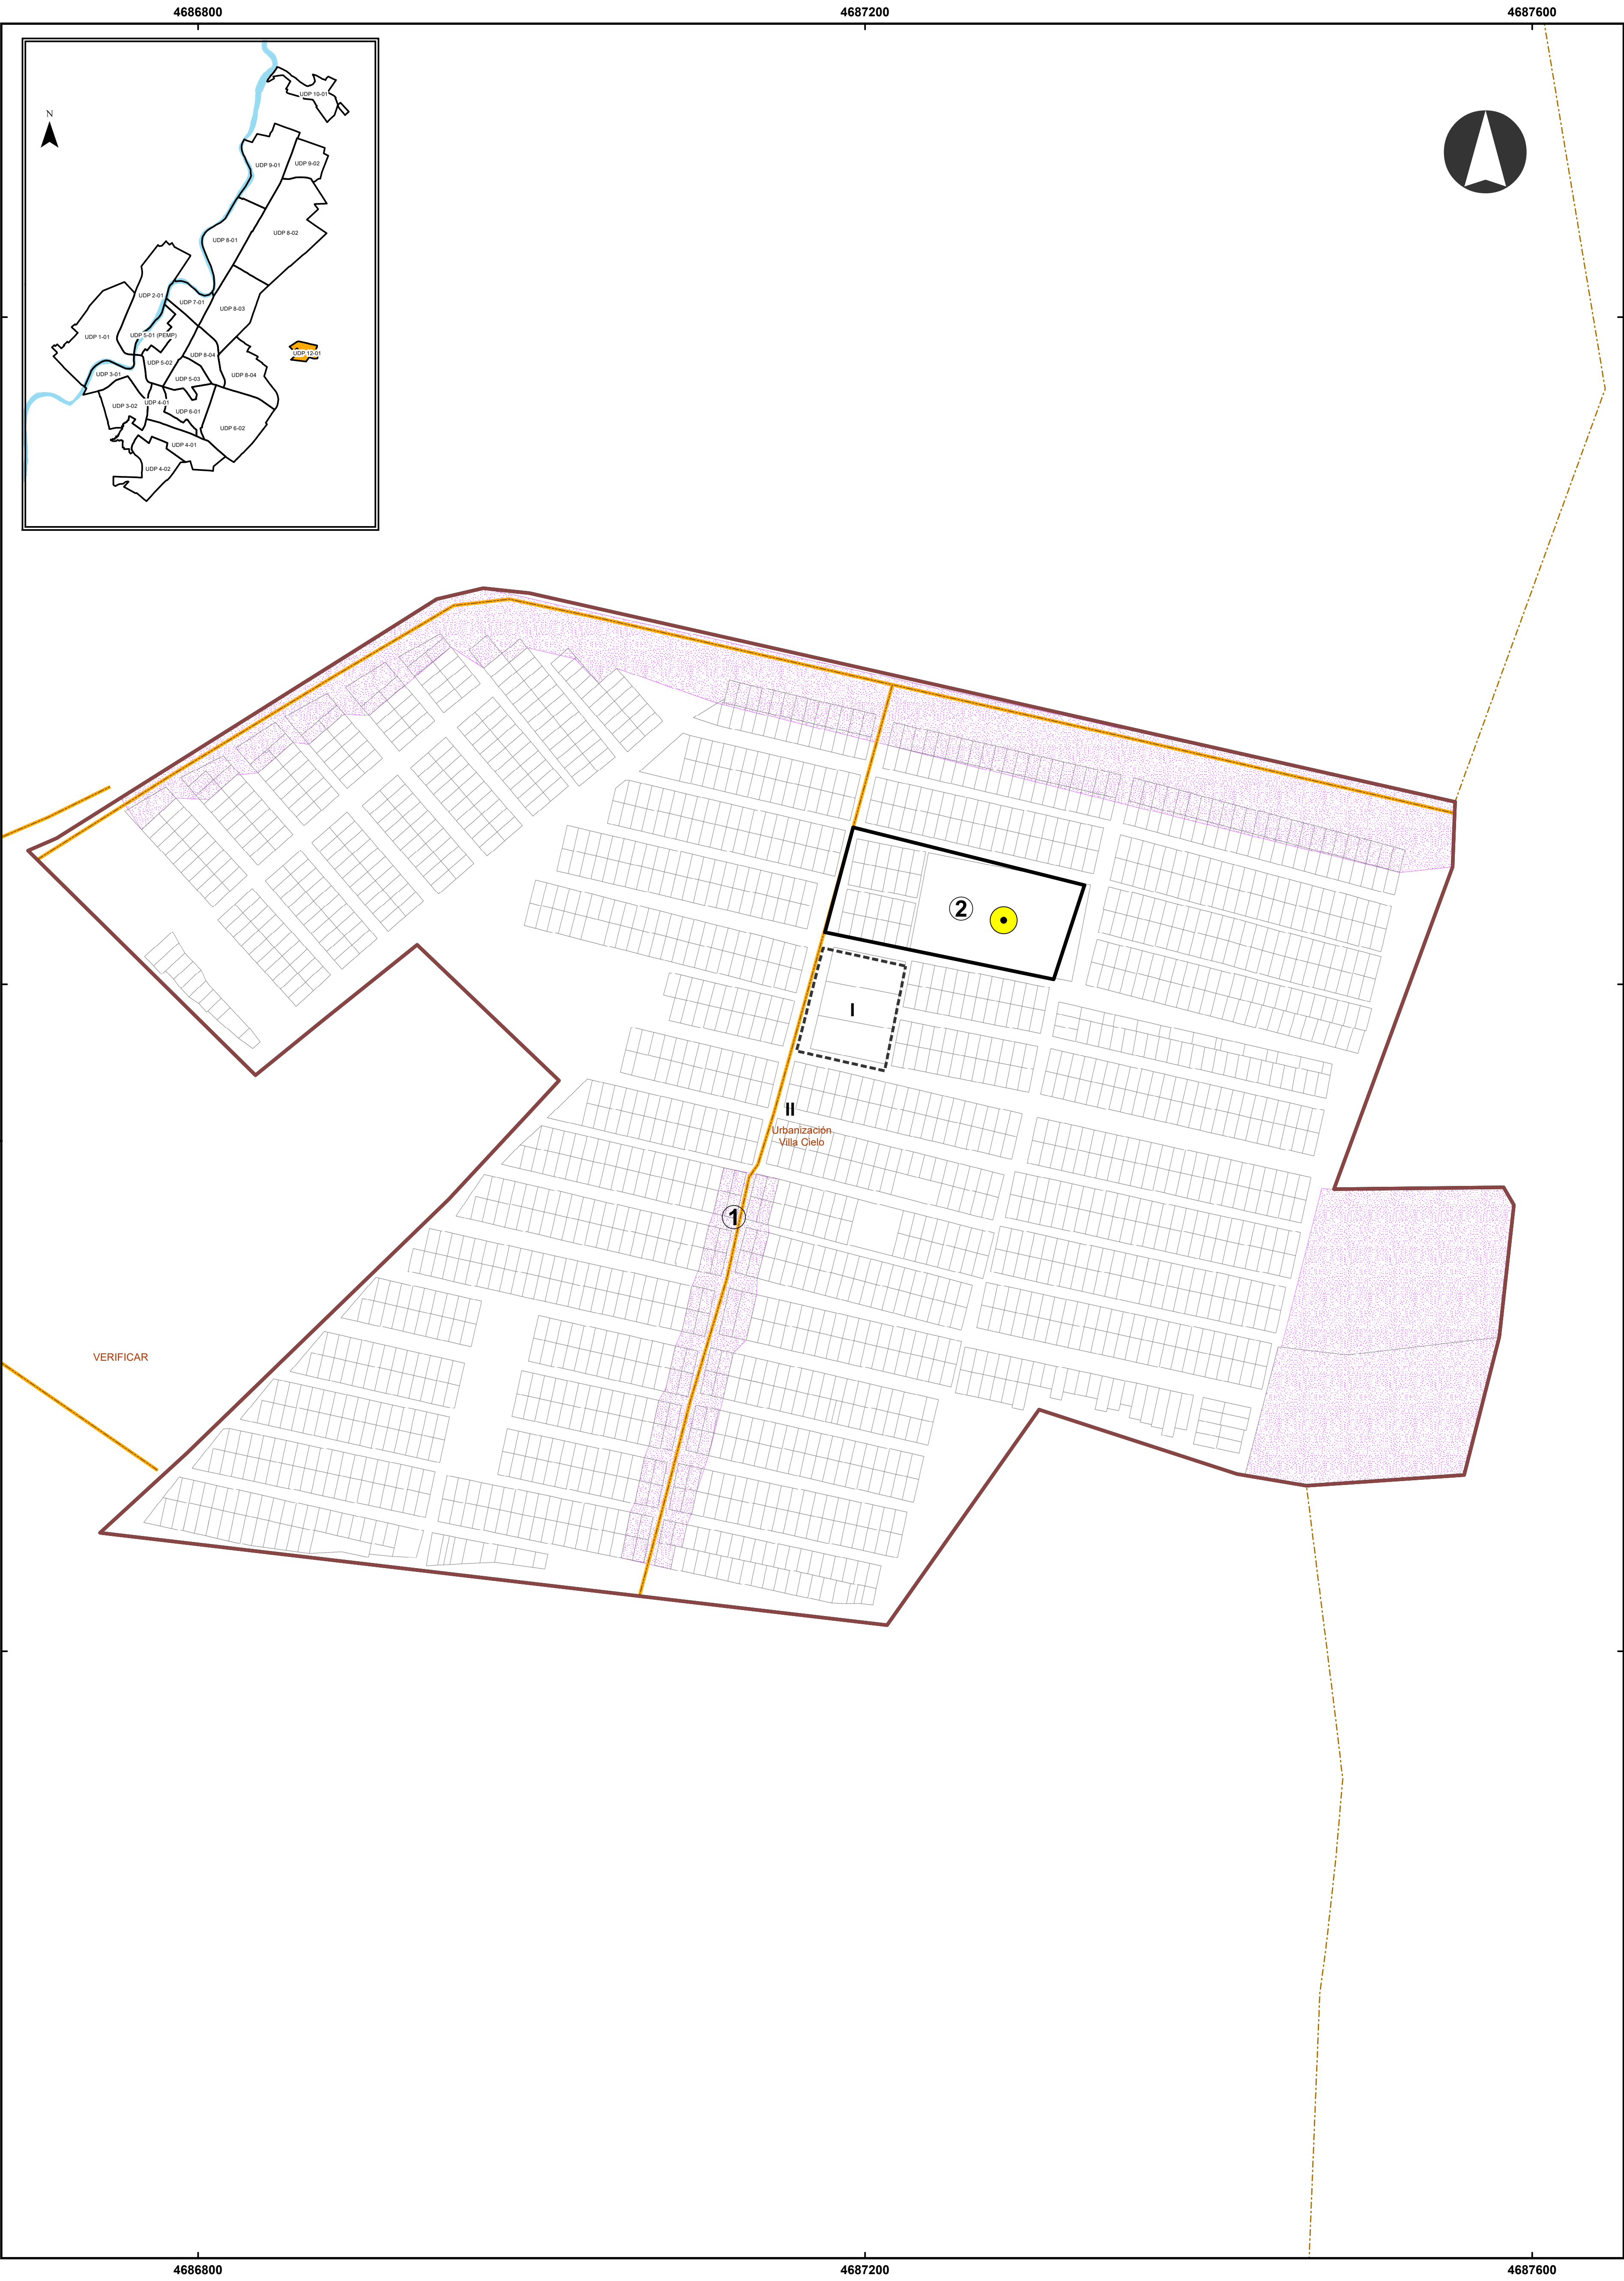 4686800
4687200
4687600
N
UDP 10-01
UDP 9-01
UDP 9-02
UDP 8-01
UDP 8-02
UDP 2-01
UDP 7-01
UDP 8-03
UDP 1-01
UDP 5-01 (PEMP)
UDP 12-01
UDP 5-02
UDP 8-04
UDP 3-01
UDP 5-03
UDP 8-04
UDP 3-02
UDP 4-01
UDP 6-01
UDP 6-02
UDP 4-01
UDP 4-02
2
I
II
Urbanización
Villa Cielo
1
VERIFICAR
4686800
4687200
4687600